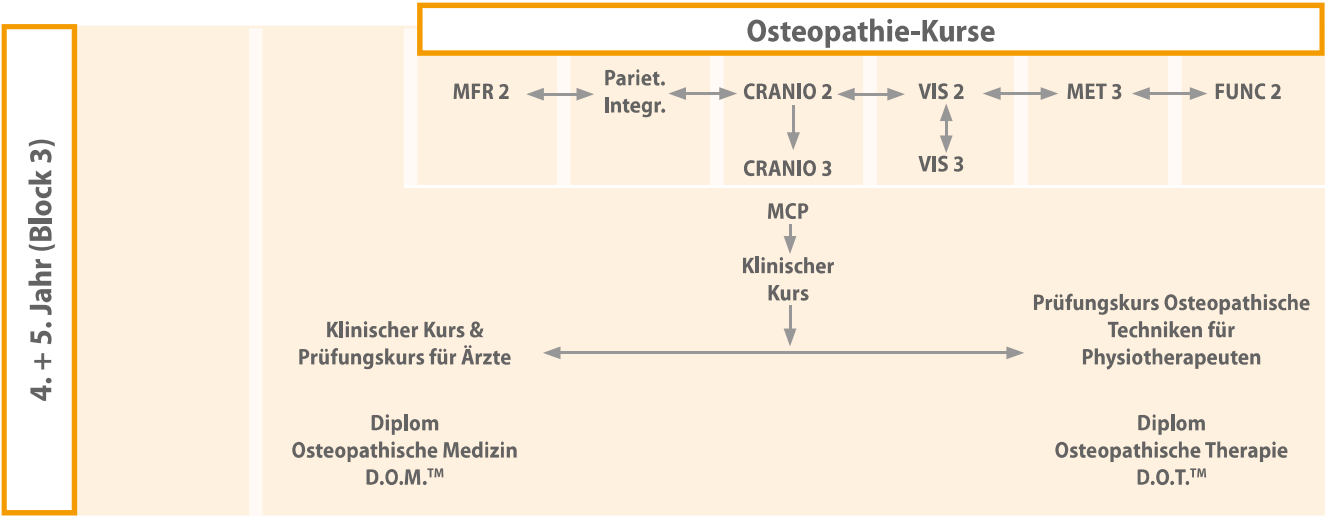 Osteopathie-Kurse
4. + 5. Jahr (Block 3)
MFR 2
Pariet.
Integr.
CRANIO 2
VIS 2
MET 3
FUNC 2
CRANIO 3
VIS 3
MCP
Klinischer
Kurs
Klinischer Kurs &
Prüfungskurs für Ärzte
Prüfungskurs Osteopathische
Techniken für
Physiotherapeuten
Diplom
Osteopathische Medizin
D.O.M.™
Diplom
Osteopathische Therapie
D.O.T.™